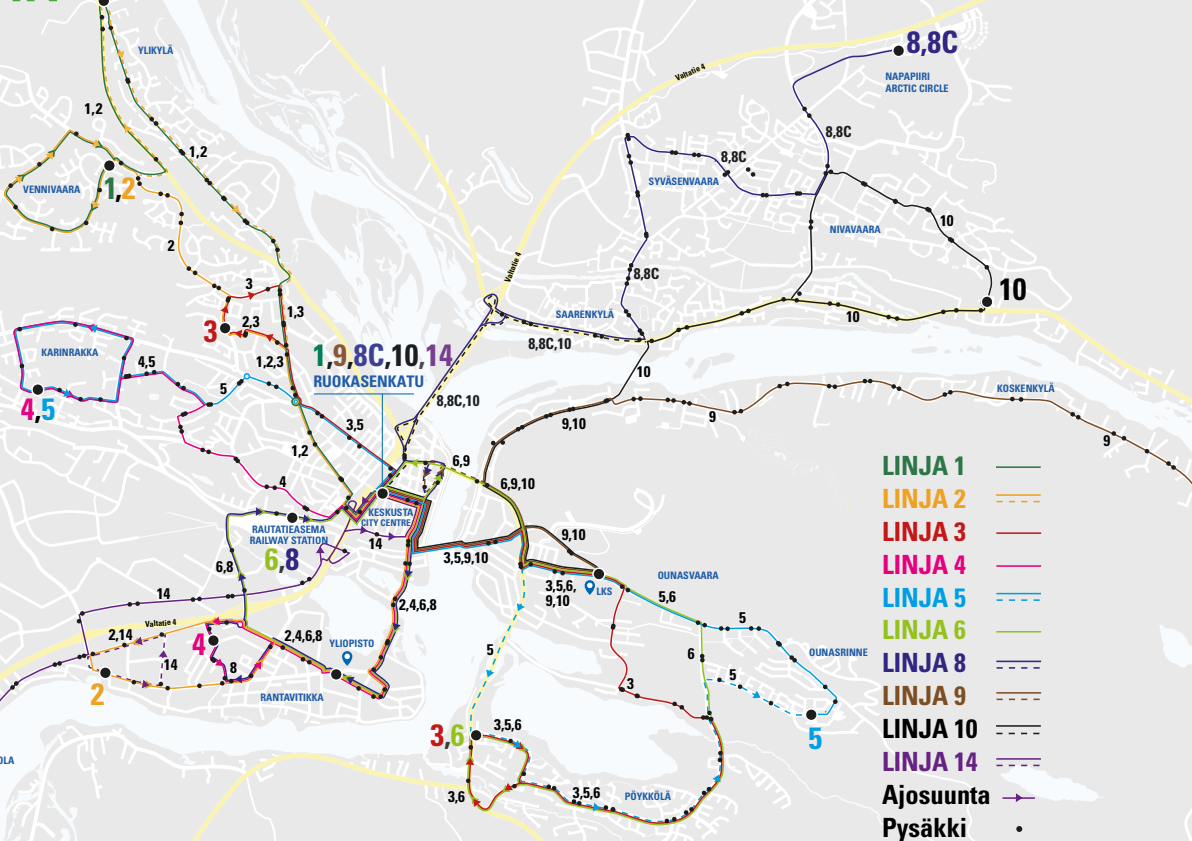 YLIKYLÄ
1,2
1,2
VENNIVAARA
1,2
2
3
3
2,3
1,3
1,2,3
KARINRAKKA
4,5
4,5
5
3,5
1,2
4
1,9,8C,10,14
RUOKASENKATU
8,8C
NAPAPIIRI
ARCTIC CIRCLE
Valtatie 4
8,8C
8,8C
SYVÄSENVAARA
NIVAVAARA
10
10
10
8,8C
Valtatie 4
SAARENKYLÄ
8,8C,10
10
8,8C,10
9,10
9
KOSKENKYLÄ
9
6,9
6,9,10
KESKUSTA
CITY CENTRE
RAUTATIEASEMA
RAILWAY STATION
6,8
14
3,5,9,10
9,10
3,5,6,
9,10
LKS
OUNASVAARA
5,6
5
OUNASRINNE
6
5
5
6,8
14
Valtatie 4
2,14
14
2
4
8
2,4,6,8
2,4,6,8
YLIOPISTO
RANTAVITIKKA
5
3
3,6
3,5,6
3,6
3,5,6
PÖYKKÖLÄ
OLA
LINJA 1
LINJA 2
LINJA 3
LINJA 4
LINJA 5
LINJA 6
LINJA 8
LINJA 9
LINJA 10
LINJA 14
Ajosuunta
Pysäkki